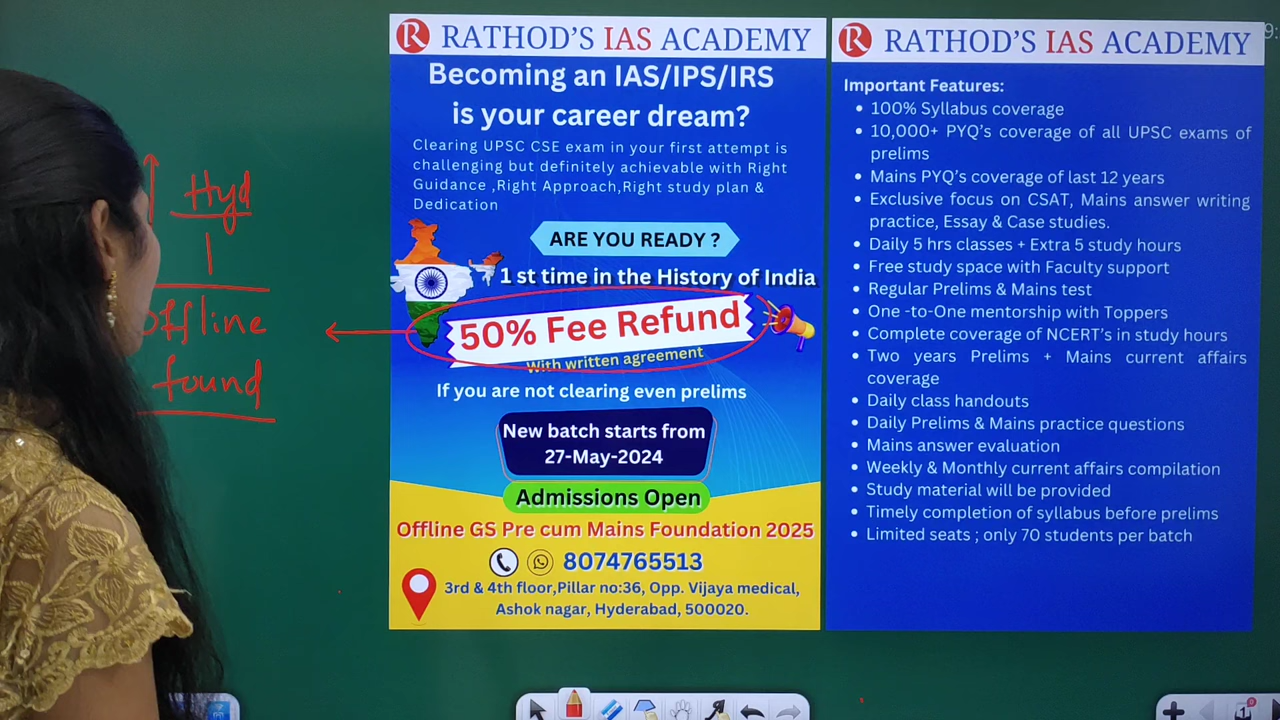 Hyd
1
offline
found
RATHOD'S IAS ACADEMY
Becoming an IAS/IPS/IRS
is your career dream?
Clearing UPSC CSE exam in your first attempt is
challenging but definitely achievable with Right
Guidance ,Right Approach,Right study plan &
Dedication
ARE YOU READY ?
1 st time in the History of India
50% Fee Refund
With written agreement
If you are not clearing even prelims
New batch starts from
27-May-2024
Admissions Open
Offline GS Pre cum Mains Foundation 2025
8074765513
3rd & 4th floor,Pillar no:36, Opp. Vijaya medical,
Ashok nagar, Hyderabad, 500020.
RATHOD'S IAS ACADEMY
Important Features:
• 100% Syllabus coverage
• 10,000+ PYQ's coverage of all UPSC exams of
prelims
• Mains PYQ's coverage of last 12 years
• Exclusive focus on CSAT, Mains answer writing
practice, Essay & Case studies.
• Daily 5 hrs classes + Extra 5 study hours
• Free study space with Faculty support
• Regular Prelims & Mains test
• One -to-One mentorship with Toppers
• Complete coverage of NCERT's in study hours
• Two years Prelims + Mains current affairs
coverage
• Daily class handouts
• Daily Prelims & Mains practice questions
• Mains answer evaluation
• Weekly & Monthly current affairs compilation
• Study material will be provided
• Timely completion of syllabus before prelims
• Limited seats ; only 70 students per batch